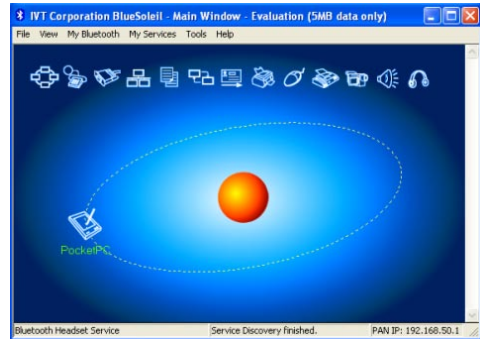 IVT Corporation BlueSoleil - Main Window - Evaluation (5MB data only)
File View My Bluetooth My Services Tools Help
PocketPC
Bluetooth Headset Service Service Discovery finished. PAN IP: 192.168.50.1